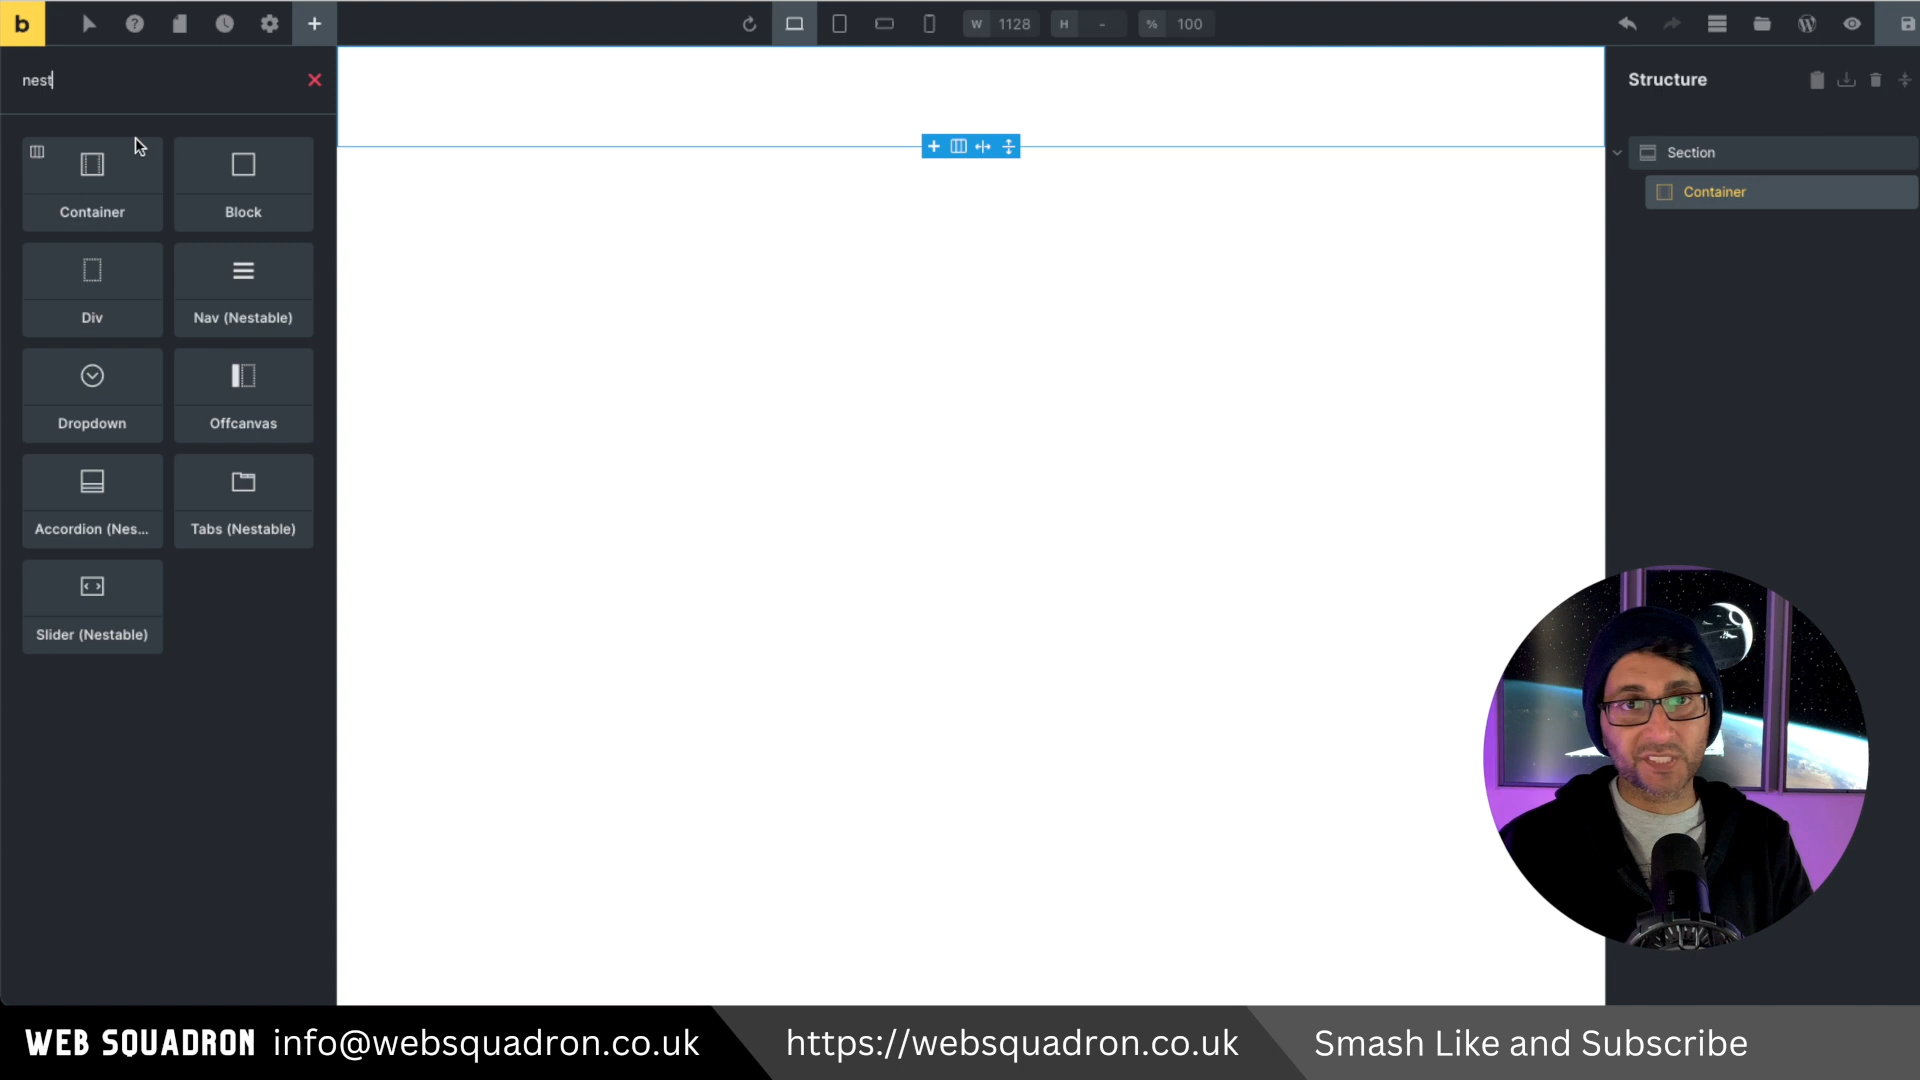 b
W 1128 H - % 100
nest
Structure
Container
Block
Section
Container
Div
Nav (Nestable)
Dropdown
Offcanvas
Accordion (Nes...
Tabs (Nestable)
Slider (Nestable)
WEB SQUADRON info@websquadron.co.uk https://websquadron.co.uk Smash Like and Subscribe